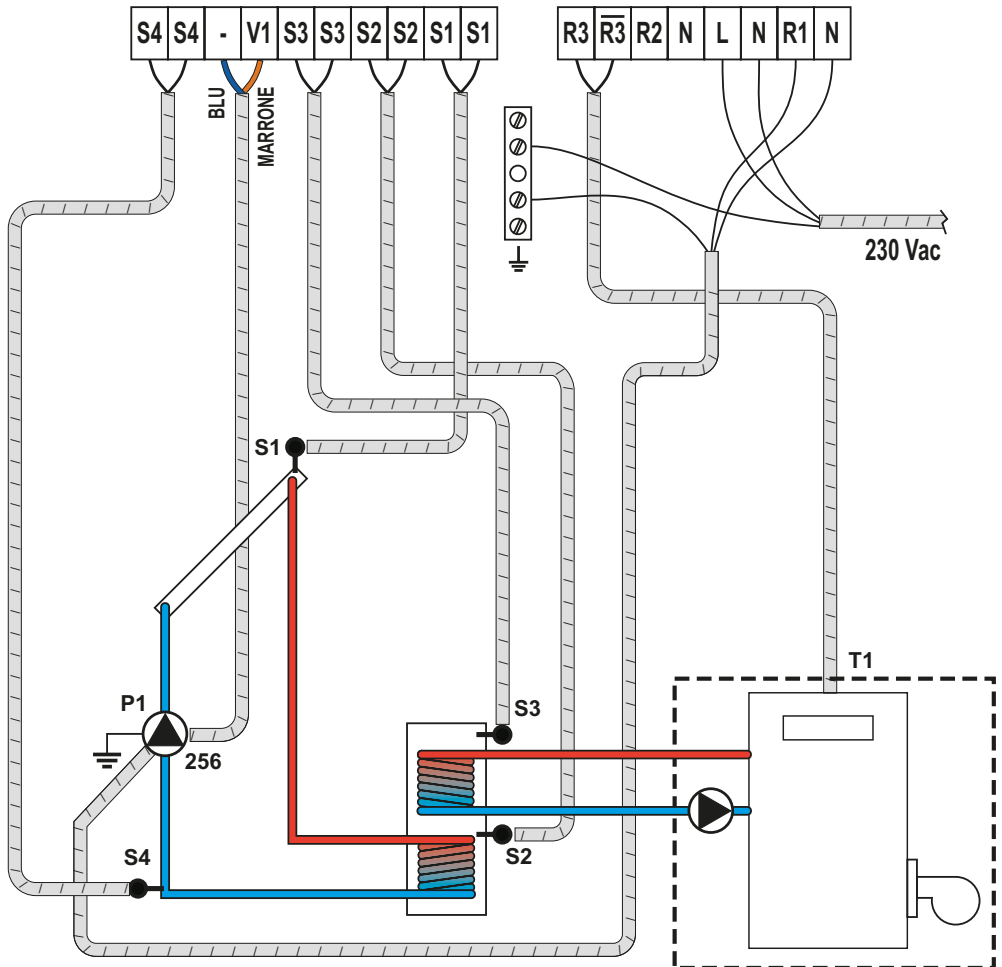 S4 S4 - V1 S3 S3 S2 S2 S1 S1
R3 R̅3̅ R2 N L N R1 N
BLU
MARRONE
230 Vac
S1
T1
P1
S3
256
S4
S2